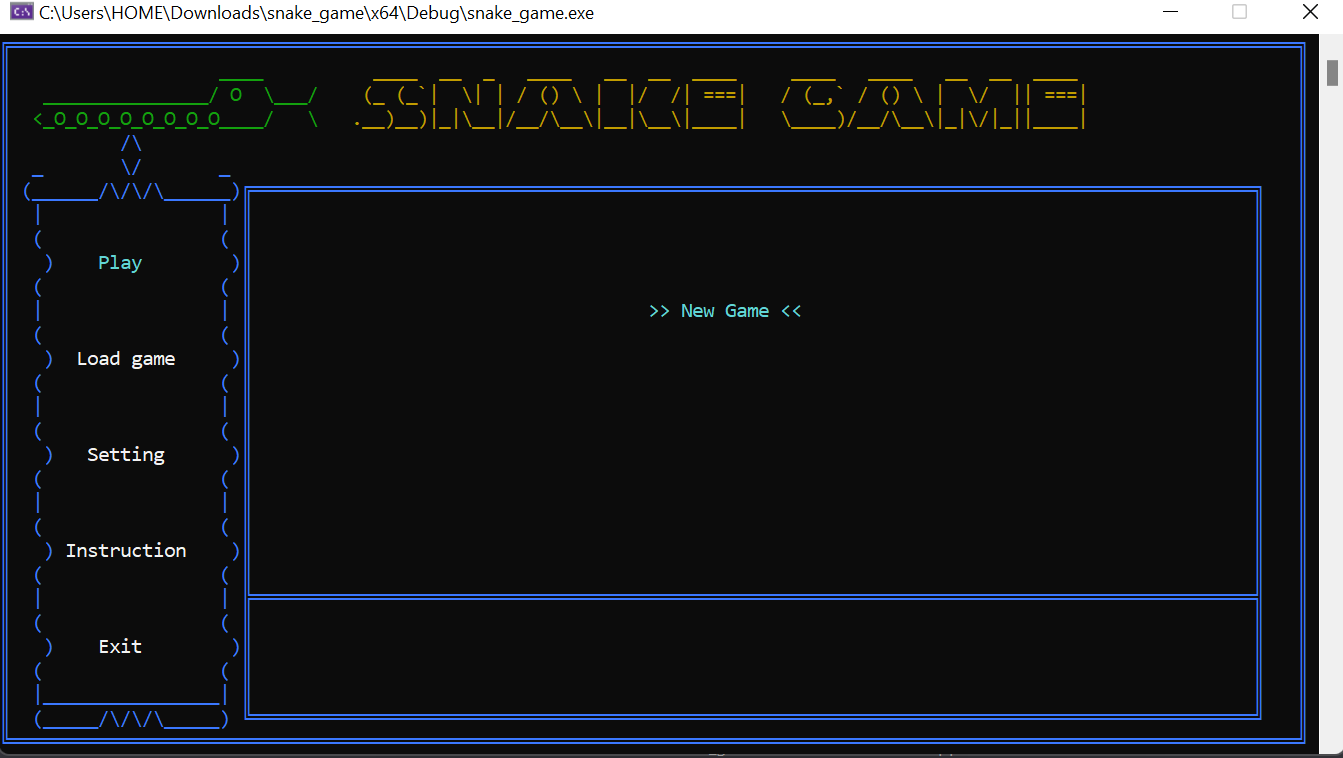 C:\Users\HOME\Downloads\snake_game\x64\Debug\snake_game.exe
SNAKE GAME
Play
>> New Game <<
Load game
Setting
Instruction
Exit